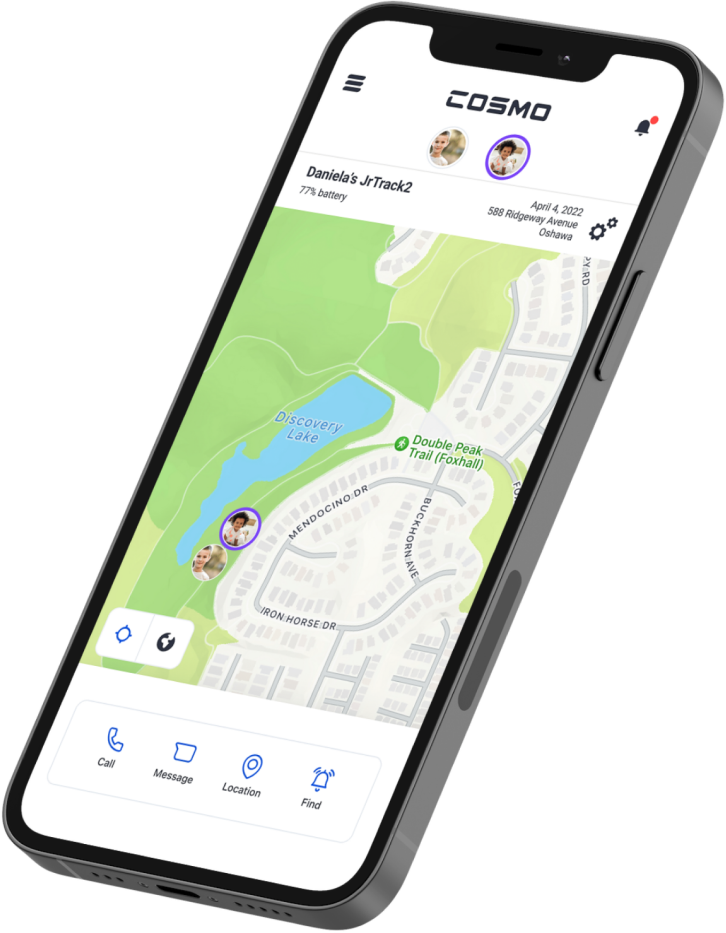 COSMO
Daniela's JrTrack2
77% battery
April 4, 2022
588 Ridgeway Avenue
Oshawa
Discovery
Lake
Double Peak
Trail (Foxhall)
MENDOCINO DR
BUCKHORN AVE
IRON HORSE DR
Call
Message
Location
Find